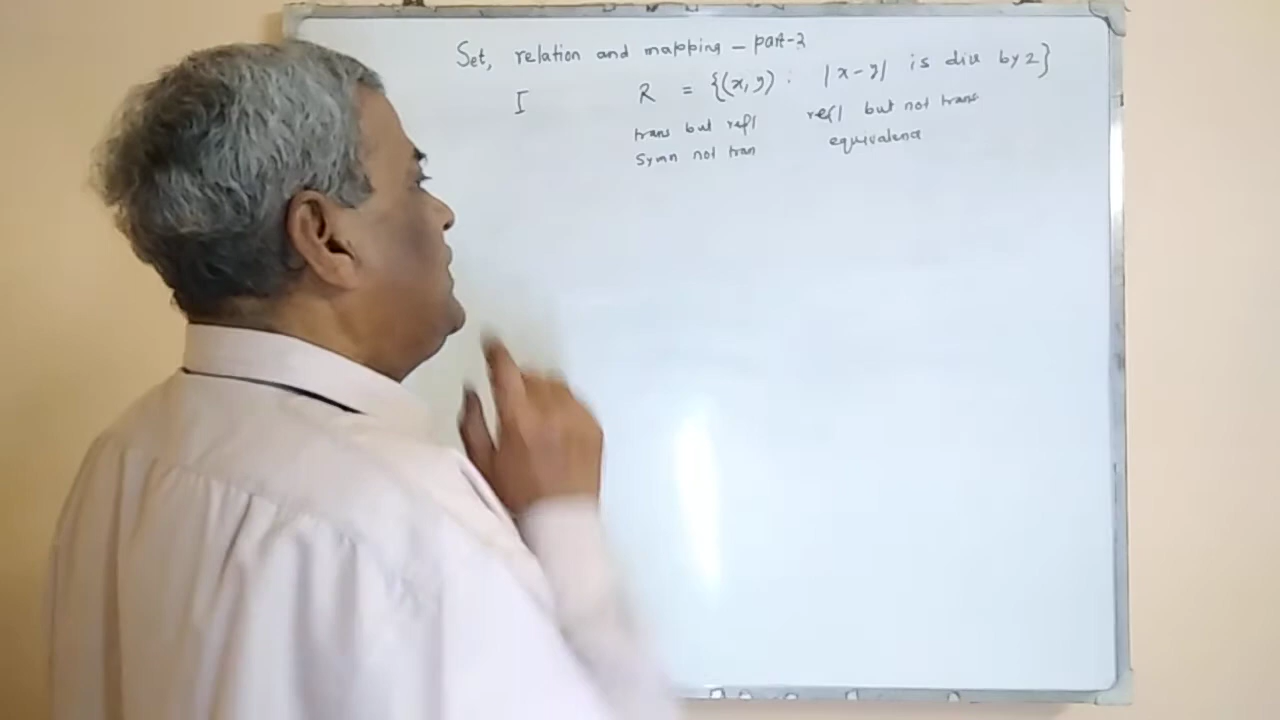 Set, relation and mapping - part-2
I R = {(x, y) : |x-y| is div by 2}
trans but refl refl but not trans
Symm not tran equivalence